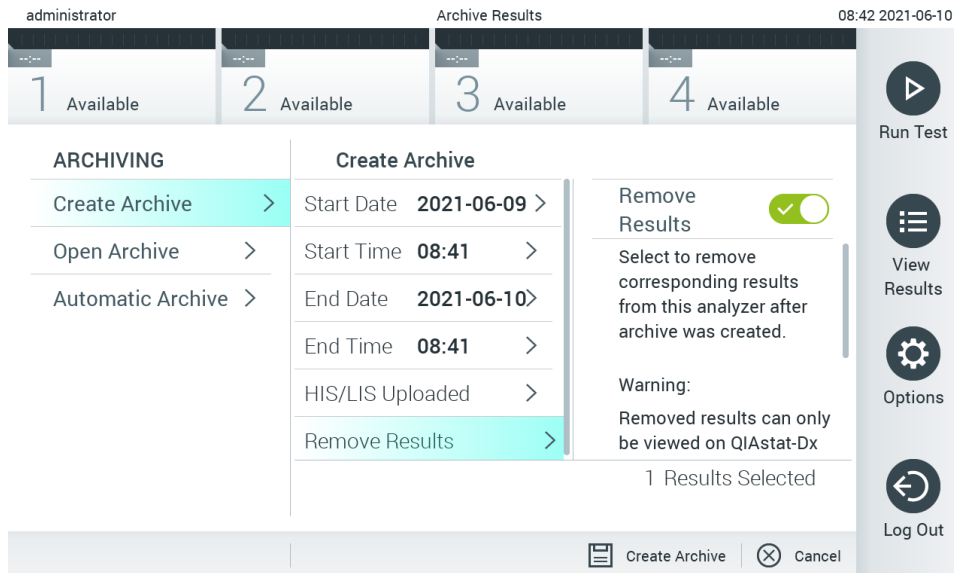 administrator Archive Results 08:42 2021-06-10
--:-- --:-- --:-- --:--
1 Available 2 Available 3 Available 4 Available
Run Test
ARCHIVING
Create Archive
Open Archive
Automatic Archive
Create Archive
Start Date 2021-06-09
Start Time 08:41
End Date 2021-06-10
End Time 08:41
HIS/LIS Uploaded
Remove Results
Remove
Results
Select to remove
corresponding results
from this analyzer after
archive was created.
Warning:
Removed results can only
be viewed on QIAstat-Dx
1 Results Selected
View
Results
Options
Log Out
Create Archive Cancel